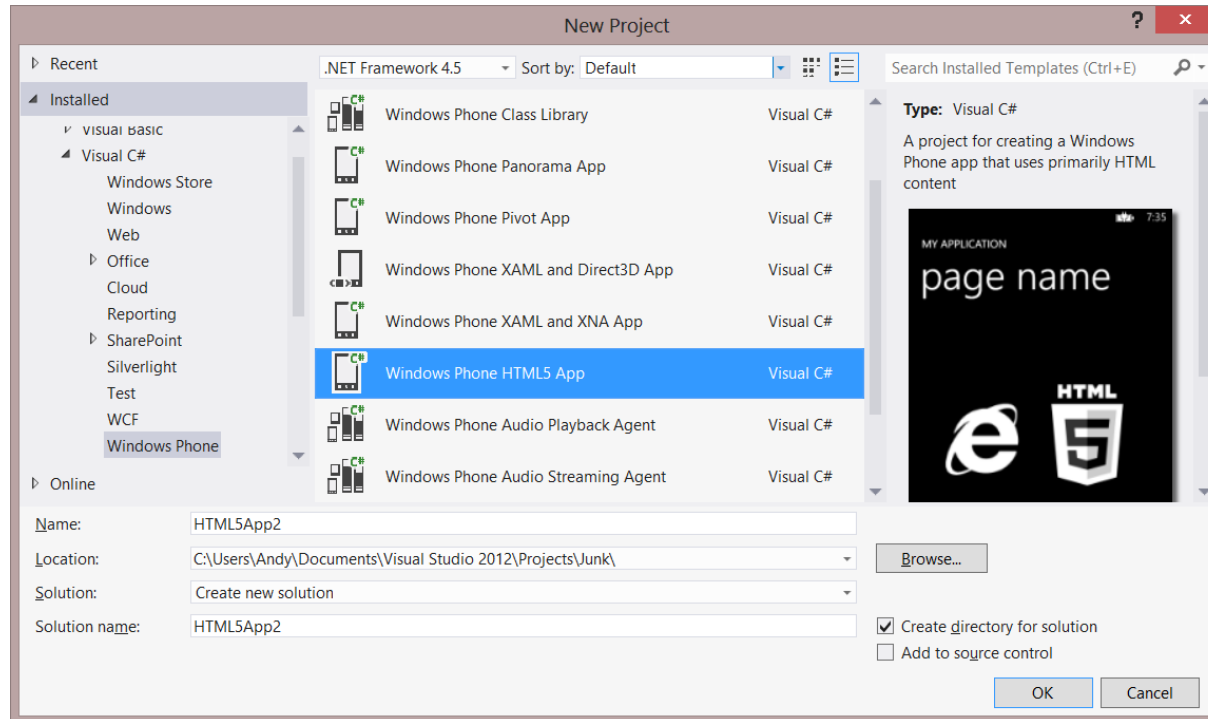 New Project
?
Recent
.NET Framework 4.5
Sort by: Default
Search Installed Templates (Ctrl+E)
Installed
Visual Basic
Visual C#
Windows Store
Windows
Web
Office
Cloud
Reporting
SharePoint
Silverlight
Test
WCF
Windows Phone
Online
Windows Phone Class Library Visual C#
Windows Phone Panorama App Visual C#
Windows Phone Pivot App Visual C#
Windows Phone XAML and Direct3D App Visual C#
Windows Phone XAML and XNA App Visual C#
Windows Phone HTML5 App Visual C#
Windows Phone Audio Playback Agent Visual C#
Windows Phone Audio Streaming Agent Visual C#
Type: Visual C#
A project for creating a Windows
Phone app that uses primarily HTML
content
7:35
MY APPLICATION
page name
HTML
5
Name: HTML5App2
Location: C:\Users\Andy\Documents\Visual Studio 2012\Projects\Junk\
Browse...
Solution: Create new solution
Solution name: HTML5App2
Create directory for solution
Add to source control
OK
Cancel